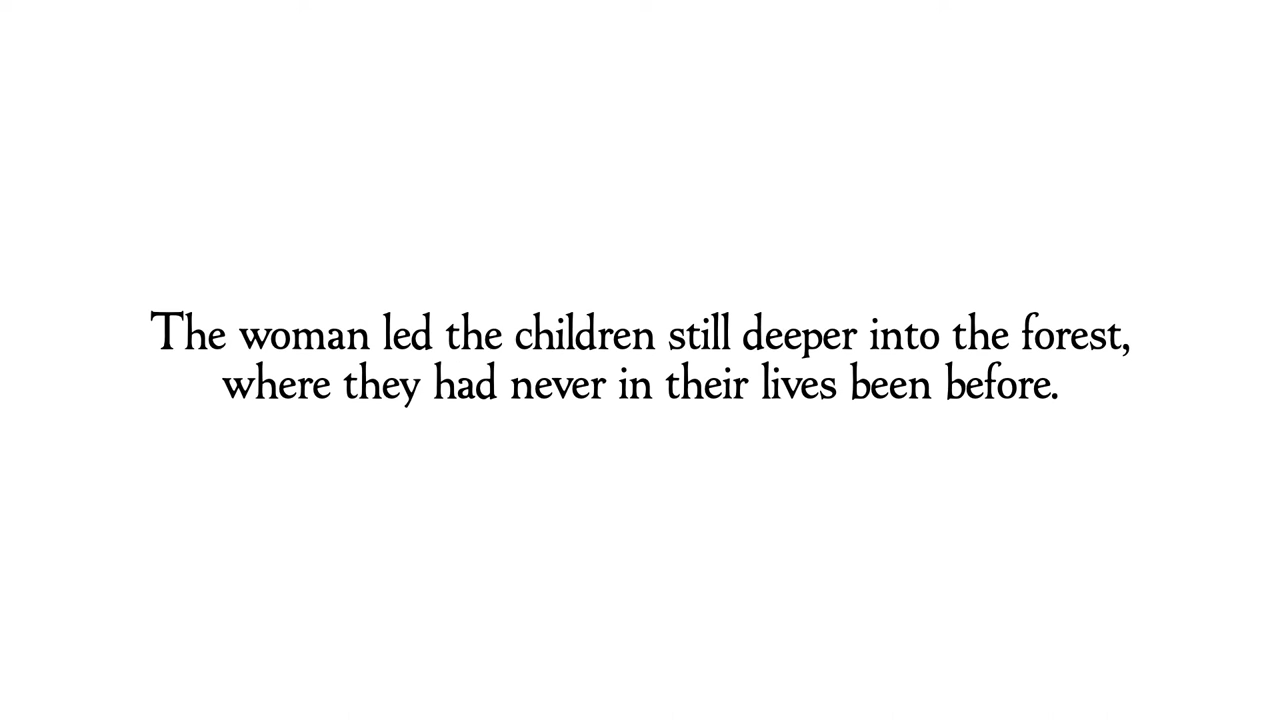 The woman led the children still deeper into the forest,
where they had never in their lives been before.